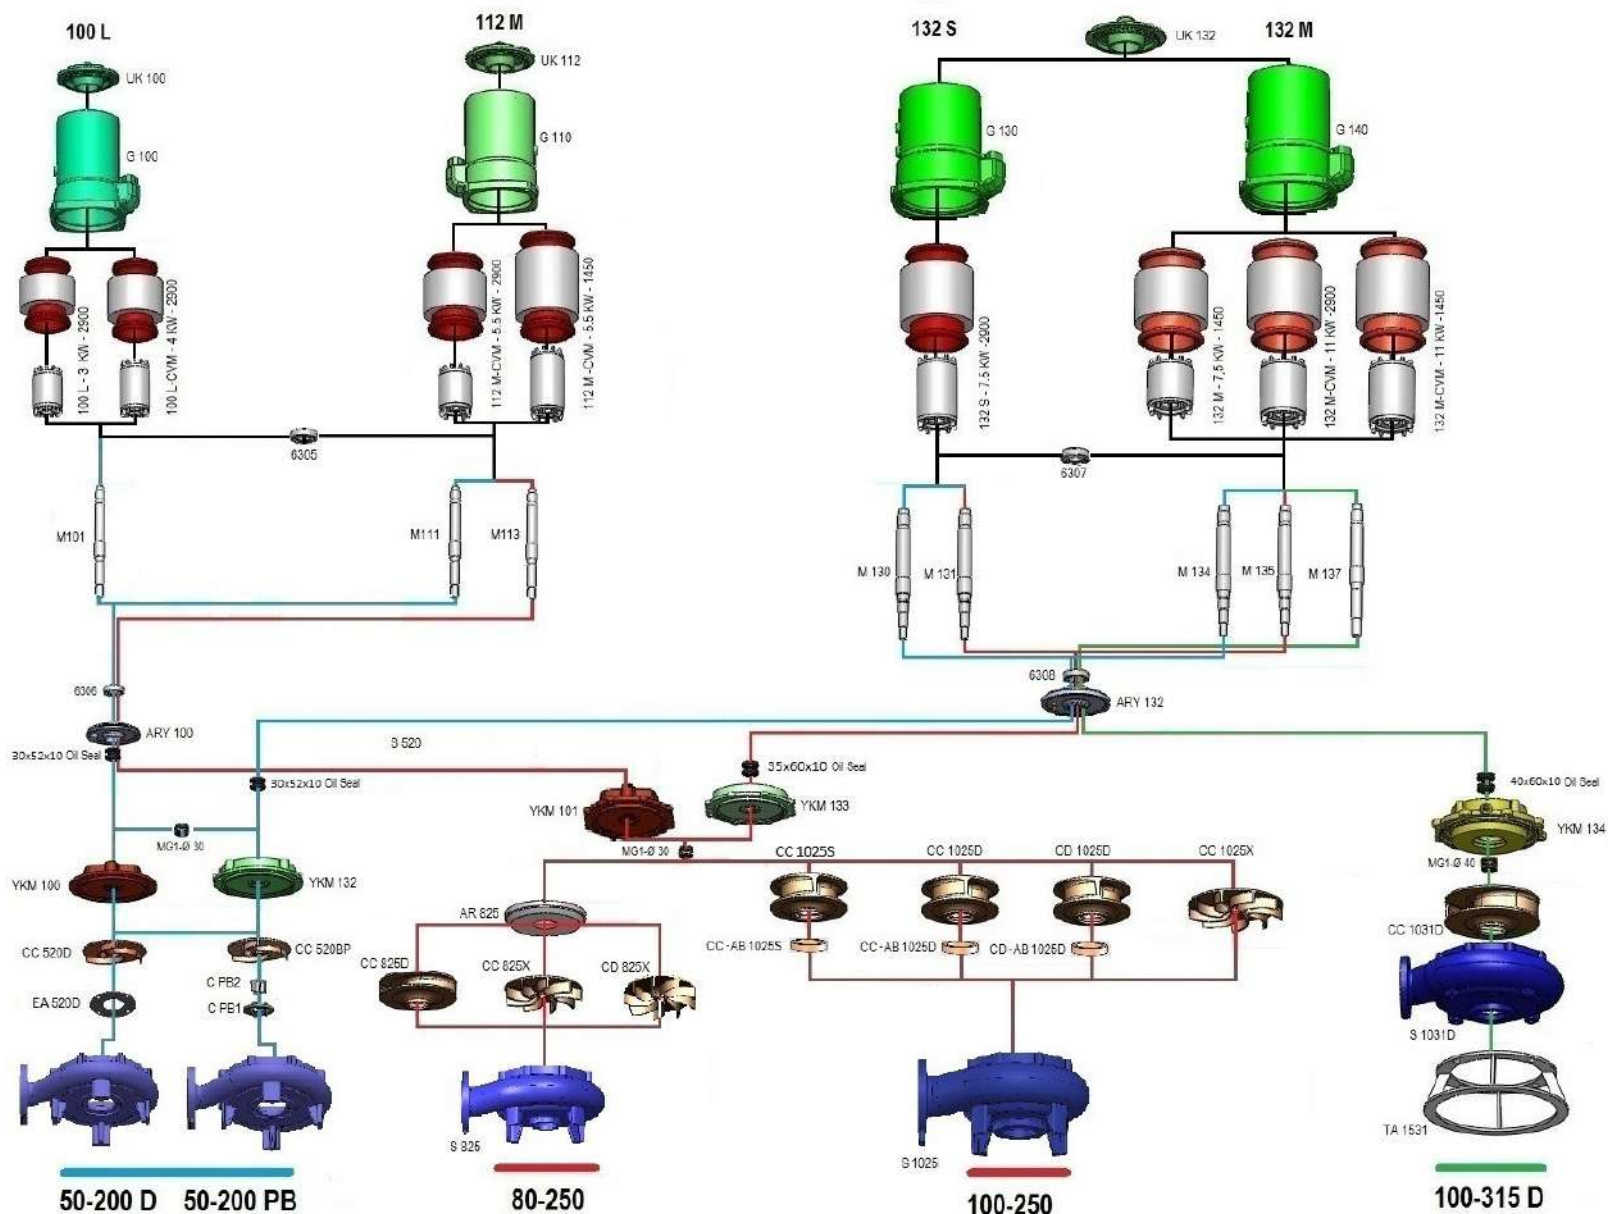 100 L
112 M
132 S
132 M
UK 100
UK 112
UK 132
G 100
G 110
G 130
G 140
100 L - 3 KW - 2900
100 L-CVM - 4 KW - 2900
112 M-CVM - 5.5 KW - 2900
112 M -CVM - 5.5 KW - 1450
132 S - 7.5 KW -2900
132 M - 7,5 KW - 1450
132 M-CVM - 11 KW -2900
132 M-CVM - 11 KW -1450
6305
6307
M101
M111
M113
M 130
M 131
M 134
M 135
M 137
6306
6308
ARY 100
ARY 132
30x52x10 Oil Seal
S 520
30x52x10 Oil Seal
35x60x10 Oil Seal
40x60x10 Oil Seal
YKM 101
YKM 133
YKM 134
MG1-Ø 30
MG1-Ø 30
MG1-Ø 40
YKM 100
YKM 132
CC 1025S
CC 1025D
CD 1025D
CC 1025X
AR 825
CC 520D
CC 520BP
CC-AB 1025S
CC-AB 1025D
CD-AB 1025D
CC 1031D
CC 825D
CC 825X
CD 825X
C PB2
EA 520D
C PB1
S 1031D
S 825
S 1025
TA 1531
50-200 D
50-200 PB
80-250
100-250
100-315 D